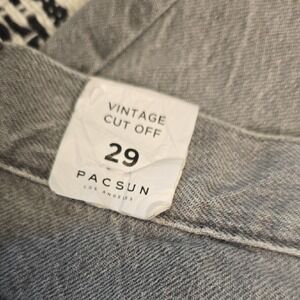 VINTAGE
CUT OFF
29
PACSUN
LOS ANGELES